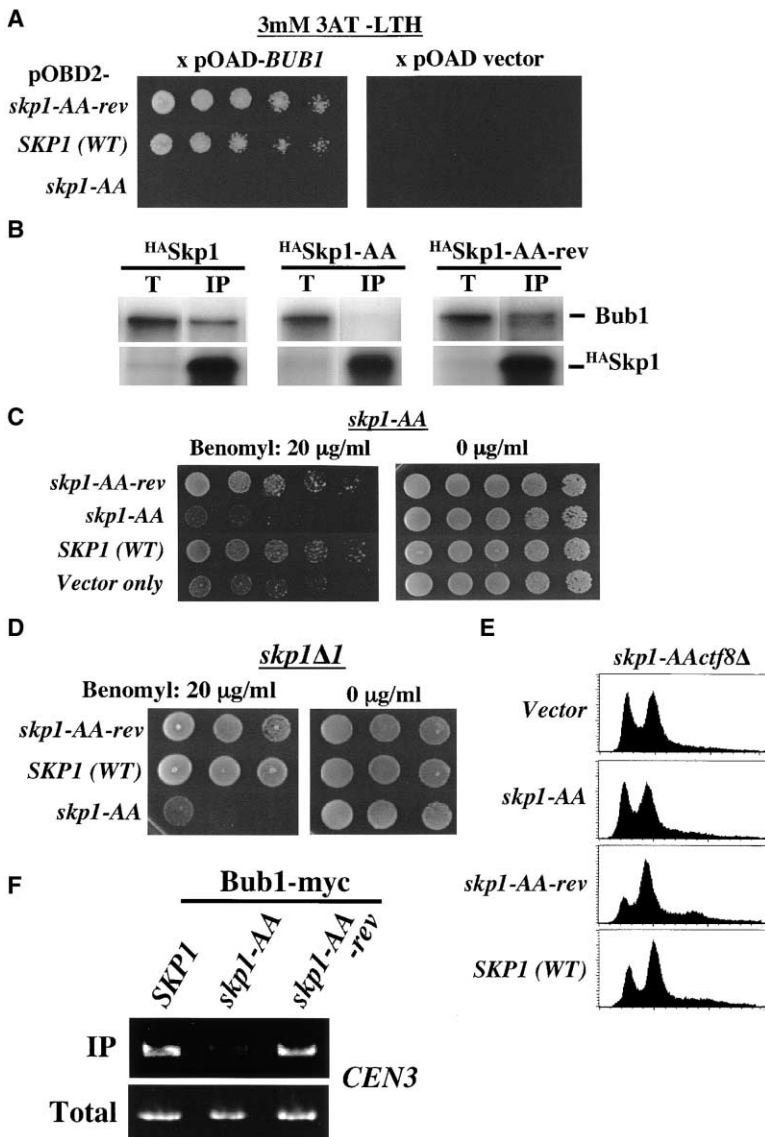 A
3mM 3AT -LTH
pOBD2-
x pOAD-BUB1
x pOAD vector
skp1-AA-rev
SKP1 (WT)
skp1-AA
B
HASkp1
HASkp1-AA
HASkp1-AA-rev
T IP T IP T IP
Bub1
HASkp1
C
skp1-AA
Benomyl: 20 µg/ml
0 µg/ml
skp1-AA-rev
skp1-AA
SKP1 (WT)
Vector only
D
skp1Δ1
Benomyl: 20 µg/ml
0 µg/ml
skp1-AA-rev
SKP1 (WT)
skp1-AA
E
skp1-AActf8Δ
Vector
skp1-AA
skp1-AA-rev
SKP1 (WT)
F
Bub1-myc
SKP1
skp1-AA
skp1-AA
-rev
IP
CEN3
Total